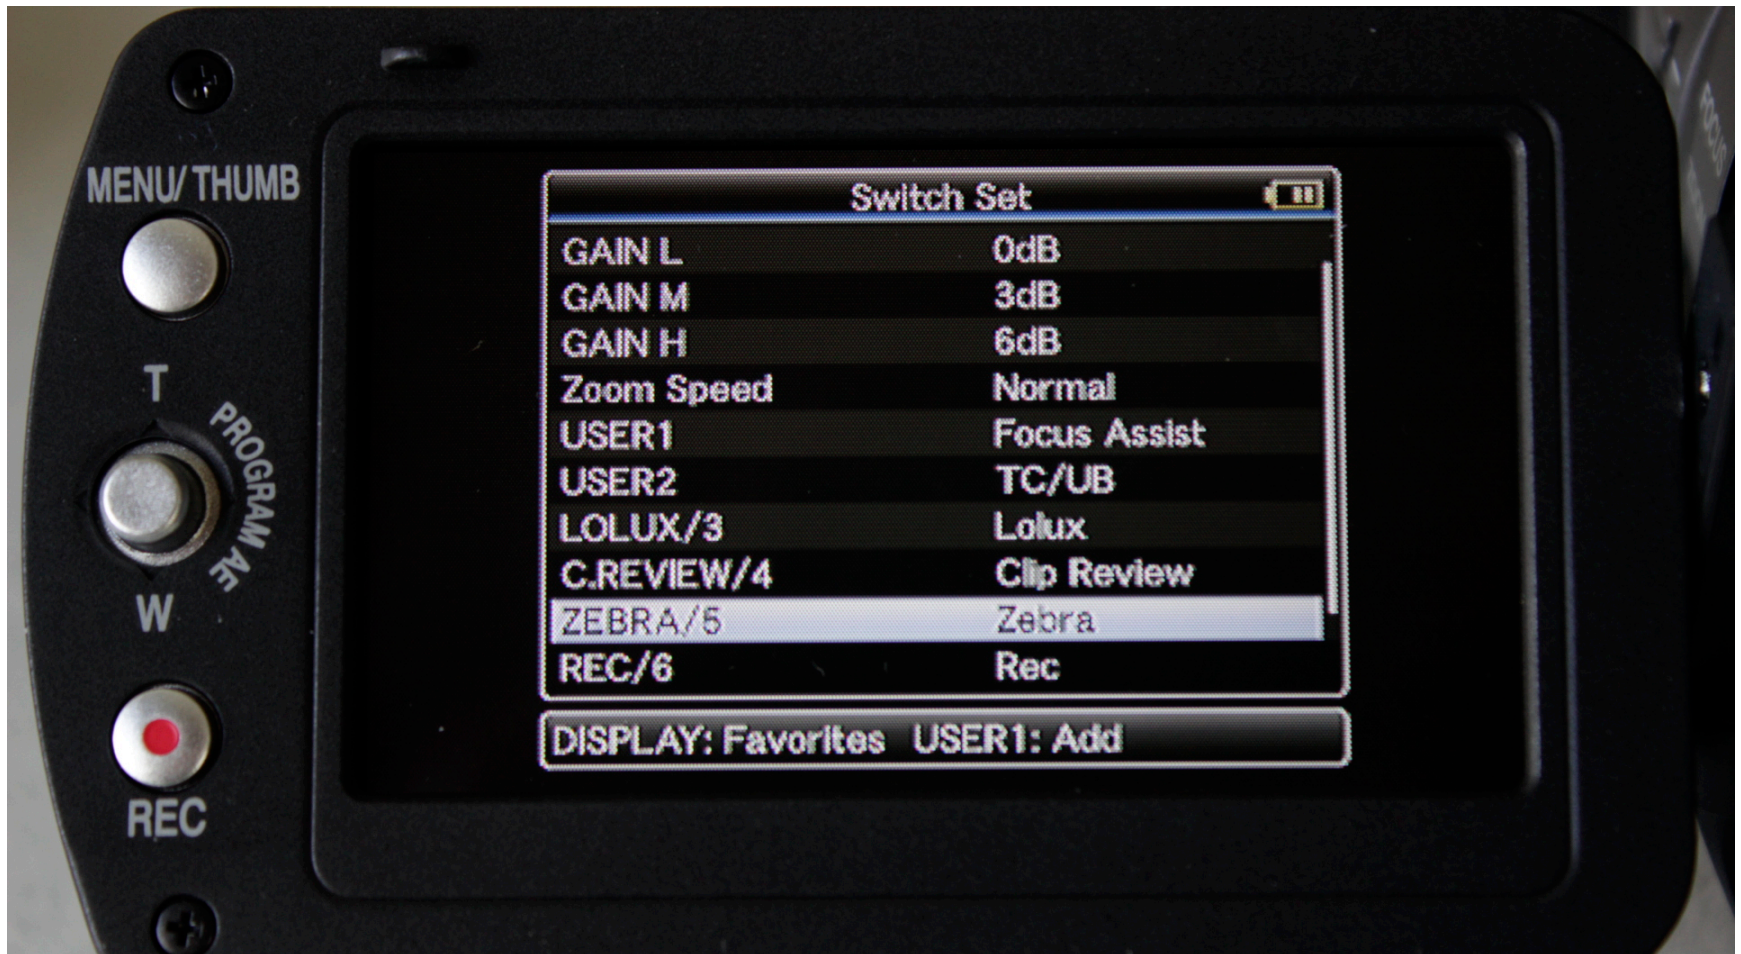 MENU/THUMB
T
PROGRAM AE
W
REC
Switch Set
GAIN L 0dB
GAIN M 3dB
GAIN H 6dB
Zoom Speed Normal
USER1 Focus Assist
USER2 TC/UB
LOLUX/3 Lolux
C.REVIEW/4 Clip Review
ZEBRA/5 Zebra
REC/6 Rec
DISPLAY: Favorites USER1: Add
FOCUS